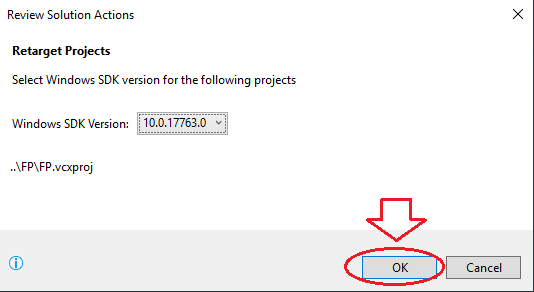 Review Solution Actions
Retarget Projects
Select Windows SDK version for the following projects
Windows SDK Version: 10.0.17763.0
..\FP\FP.vcxproj
OK Cancel